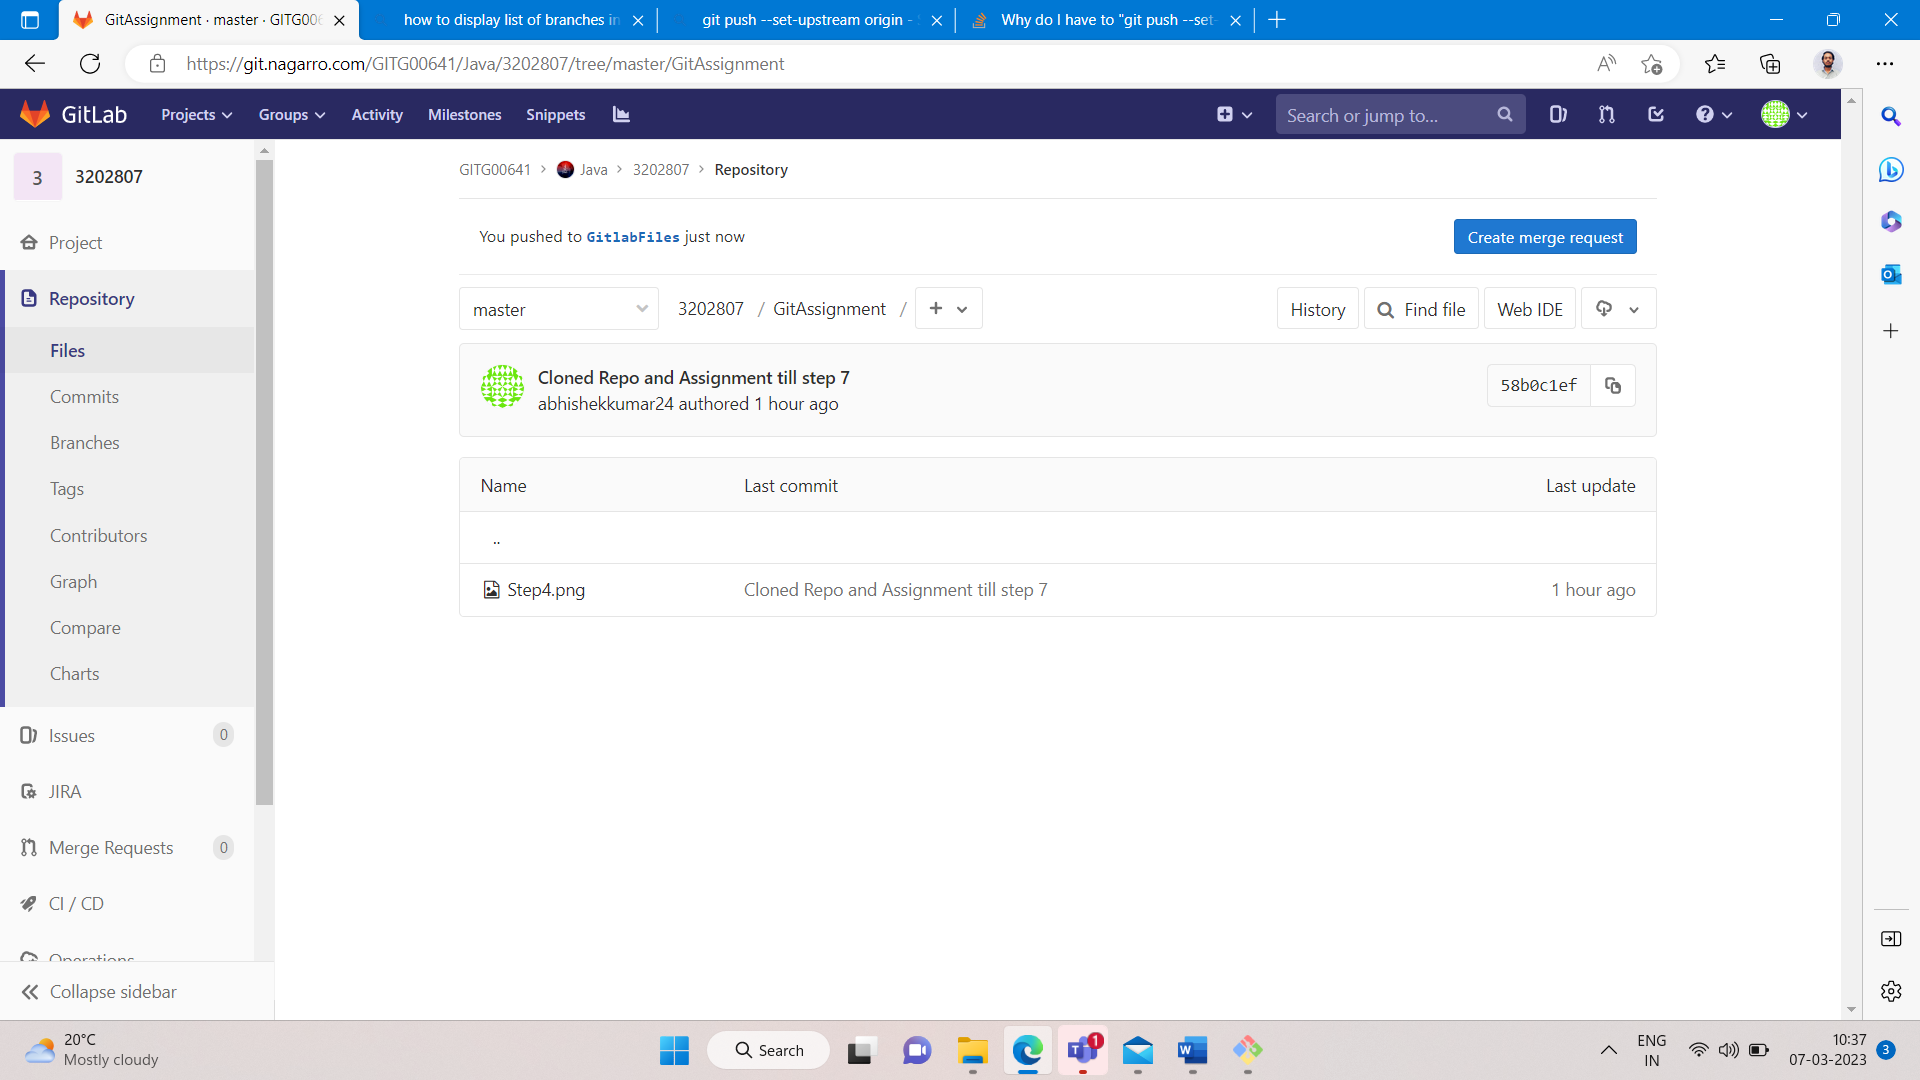 GitAssignment · master · GITG006
how to display list of branches in
git push --set-upstream origin -
Why do I have to "git push --set-
https://git.nagarro.com/GITG00641/Java/3202807/tree/master/GitAssignment
GitLab
Projects
Groups
Activity
Milestones
Snippets
Search or jump to...
3
3202807
Project
Repository
Files
Commits
Branches
Tags
Contributors
Graph
Compare
Charts
Issues
0
JIRA
Merge Requests
0
CI / CD
Operations
Collapse sidebar
GITG00641 > Java > 3202807 > Repository
You pushed to GitlabFiles just now
Create merge request
master
3202807 / GitAssignment /
+
History
Find file
Web IDE
Cloned Repo and Assignment till step 7
abhishekkumar24 authored 1 hour ago
58b0c1ef
Name Last commit Last update
..
Step4.png Cloned Repo and Assignment till step 7 1 hour ago
20°C
Mostly cloudy
Search
1
ENG
IN
10:37
07-03-2023
3